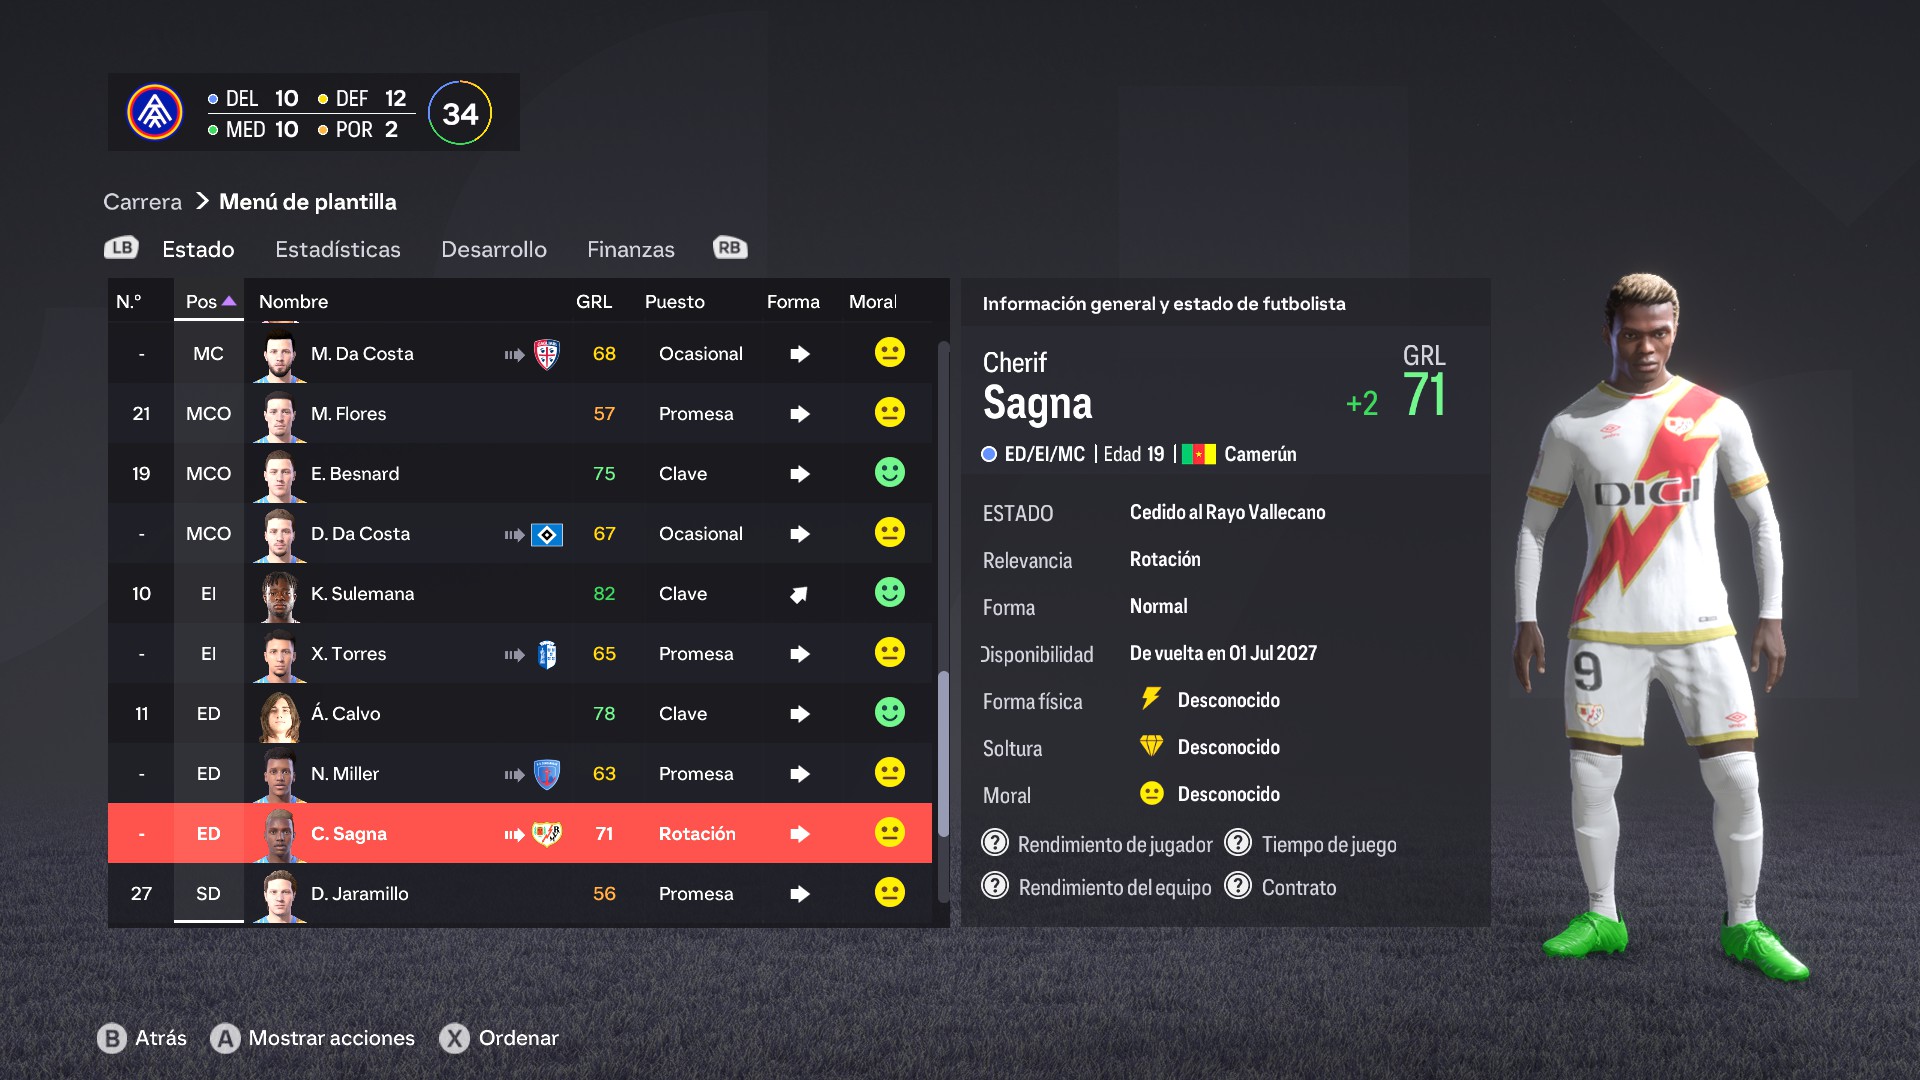 DEL 10 DEF 12
MED 10 POR 2
34
Carrera > Menú de plantilla
LB Estado Estadísticas Desarrollo Finanzas RB
N.º Pos Nombre GRL Puesto Forma Moral
- MC M. Da Costa 68 Ocasional
21 MCO M. Flores 57 Promesa
19 MCO E. Besnard 75 Clave
- MCO D. Da Costa 67 Ocasional
10 EI K. Sulemana 82 Clave
- EI X. Torres 65 Promesa
11 ED Á. Calvo 78 Clave
- ED N. Miller 63 Promesa
- ED C. Sagna 71 Rotación
27 SD D. Jaramillo 56 Promesa
Información general y estado de futbolista
Cherif
Sagna
GRL
+2 71
ED/EI/MC | Edad 19 | Camerún
ESTADO Cedido al Rayo Vallecano
Relevancia Rotación
Forma Normal
Disponibilidad De vuelta en 01 Jul 2027
Forma física Desconocido
Soltura Desconocido
Moral Desconocido
? Rendimiento de jugador ? Tiempo de juego
? Rendimiento del equipo ? Contrato
DIGI
9
B Atrás A Mostrar acciones X Ordenar